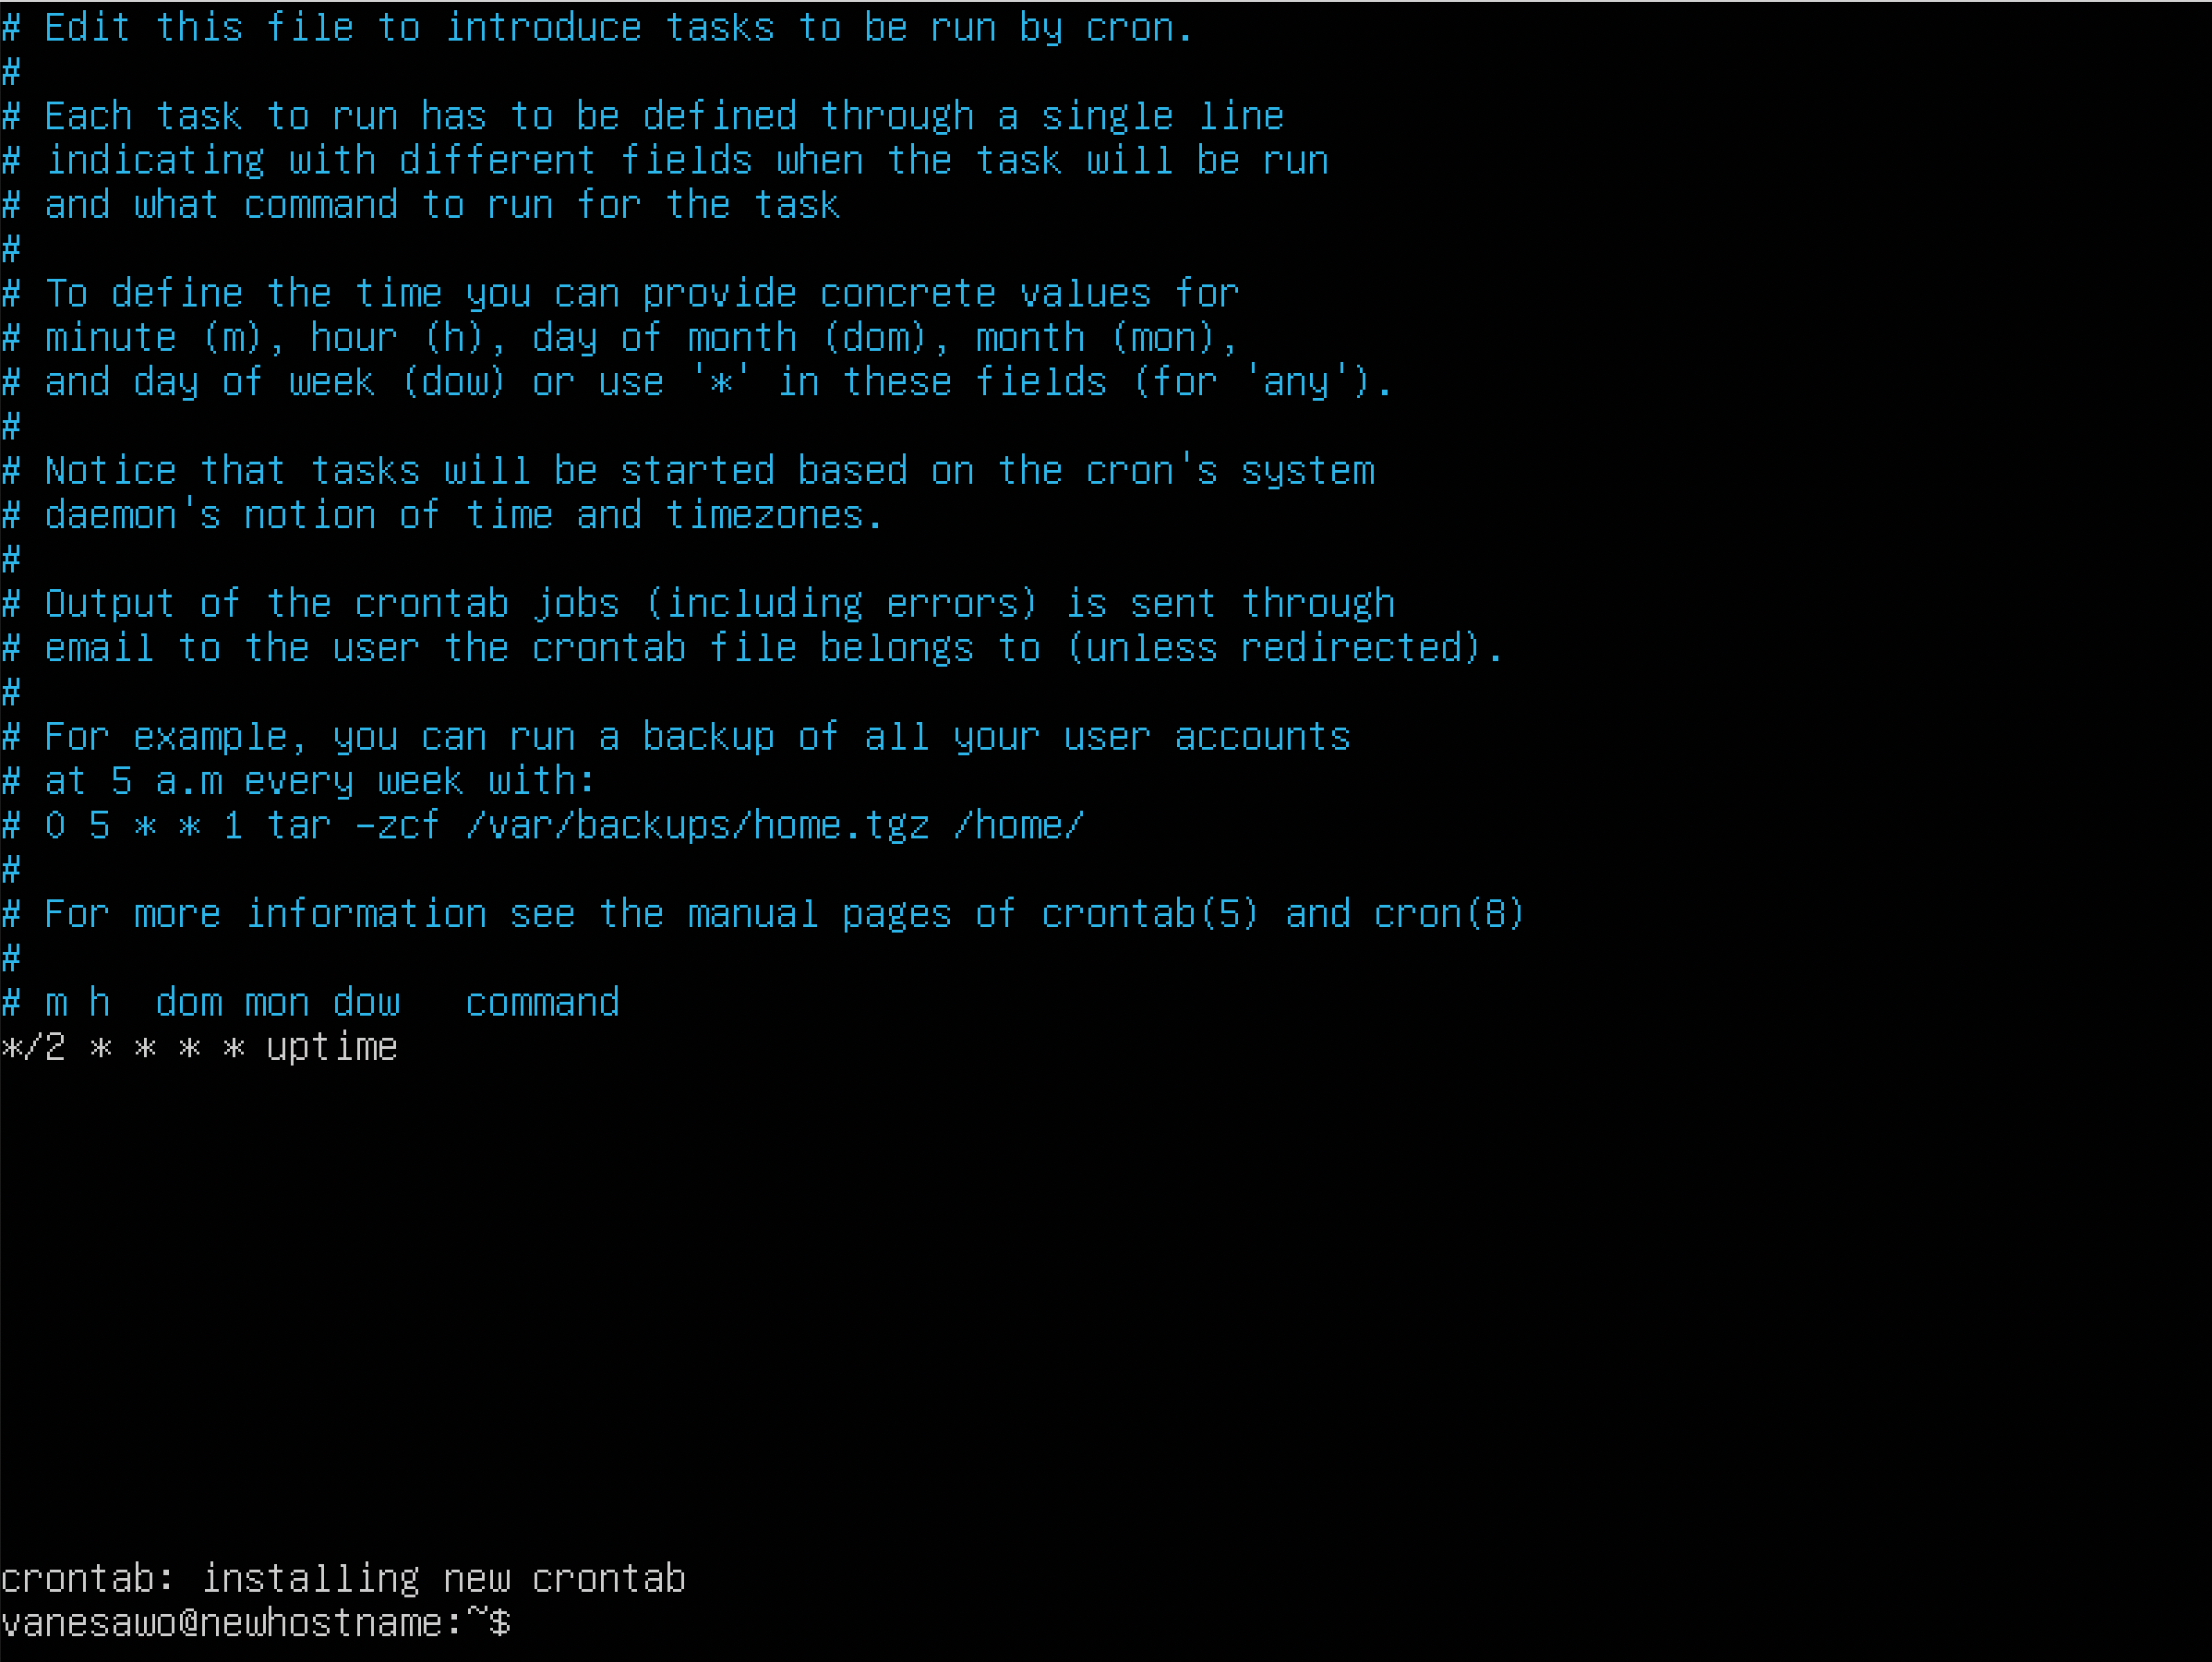 # Edit this file to introduce tasks to be run by cron.
#
# Each task to run has to be defined through a single line
# indicating with different fields when the task will be run
# and what command to run for the task
#
# To define the time you can provide concrete values for
# minute (m), hour (h), day of month (dom), month (mon),
# and day of week (dow) or use '*' in these fields (for 'any').
#
# Notice that tasks will be started based on the cron's system
# daemon's notion of time and timezones.
#
# Output of the crontab jobs (including errors) is sent through
# email to the user the crontab file belongs to (unless redirected).
#
# For example, you can run a backup of all your user accounts
# at 5 a.m every week with:
# 0 5 * * 1 tar -zcf /var/backups/home.tgz /home/
#
# For more information see the manual pages of crontab(5) and cron(8)
#
# m h  dom mon dow   command
*/2 * * * * uptime
crontab: installing new crontab
vanesawo@newhostname:~$